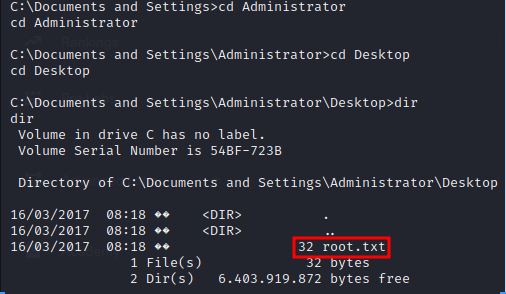 C:\Documents and Settings>cd Administrator
cd Administrator
C:\Documents and Settings\Administrator>cd Desktop
cd Desktop
C:\Documents and Settings\Administrator\Desktop>dir
dir
 Volume in drive C has no label.
 Volume Serial Number is 54BF-723B
 Directory of C:\Documents and Settings\Administrator\Desktop
16/03/2017  08:18 ��    <DIR>          .
16/03/2017  08:18 ��    <DIR>          ..
16/03/2017  08:18 ��                32 root.txt
               1 File(s)             32 bytes
               2 Dir(s)   6.403.919.872 bytes free